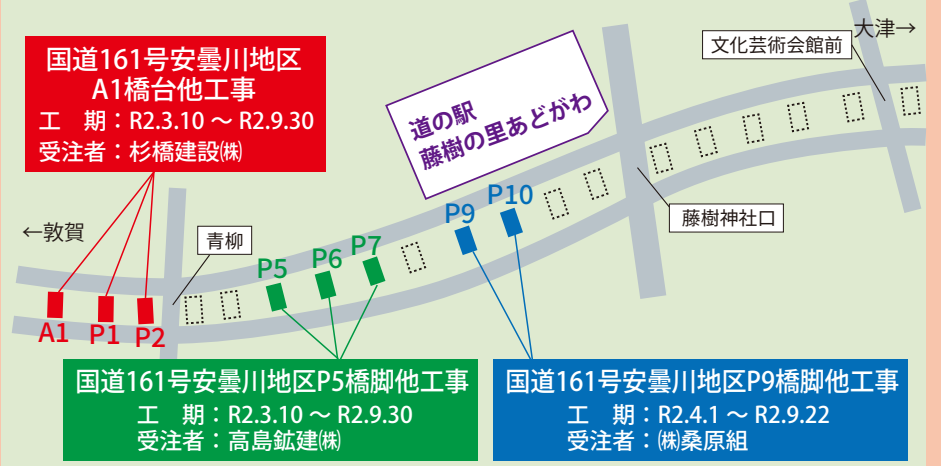 大津→
文化芸術会館前
国道161号安曇川地区
A1橋台他工事
工　期：R2.3.10 ～ R2.9.30
受注者：杉橋建設㈱
道の駅
藤樹の里あどがわ
P9
P10
藤樹神社口
←敦賀
青柳
P5
P6
P7
A1
P1
P2
国道161号安曇川地区P5橋脚他工事
工　期：R2.3.10 ～ R2.9.30
受注者：高島鉱建㈱
国道161号安曇川地区P9橋脚他工事
工　期：R2.4.1 ～ R2.9.22
受注者：㈱桑原組